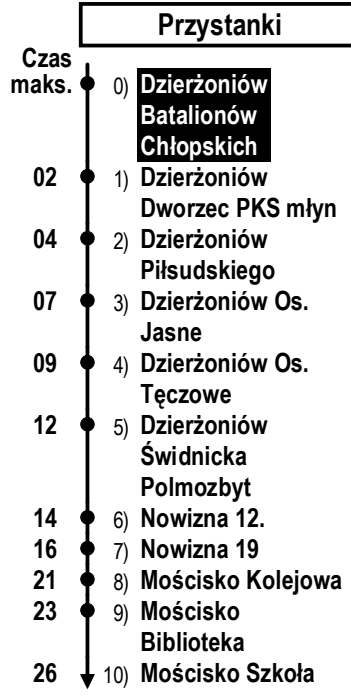 Przystanki
Czas
maks. 0) Dzierżoniów
Batalionów
Chłopskich
02 1) Dzierżoniów
Dworzec PKS młyn
04 2) Dzierżoniów
Piłsudskiego
07 3) Dzierżoniów Os.
Jasne
09 4) Dzierżoniów Os.
Tęczowe
12 5) Dzierżoniów
Świdnicka
Polmozbyt
14 6) Nowizna 12.
16 7) Nowizna 19
21 8) Mościsko Kolejowa
23 9) Mościsko
Biblioteka
26 10) Mościsko Szkoła